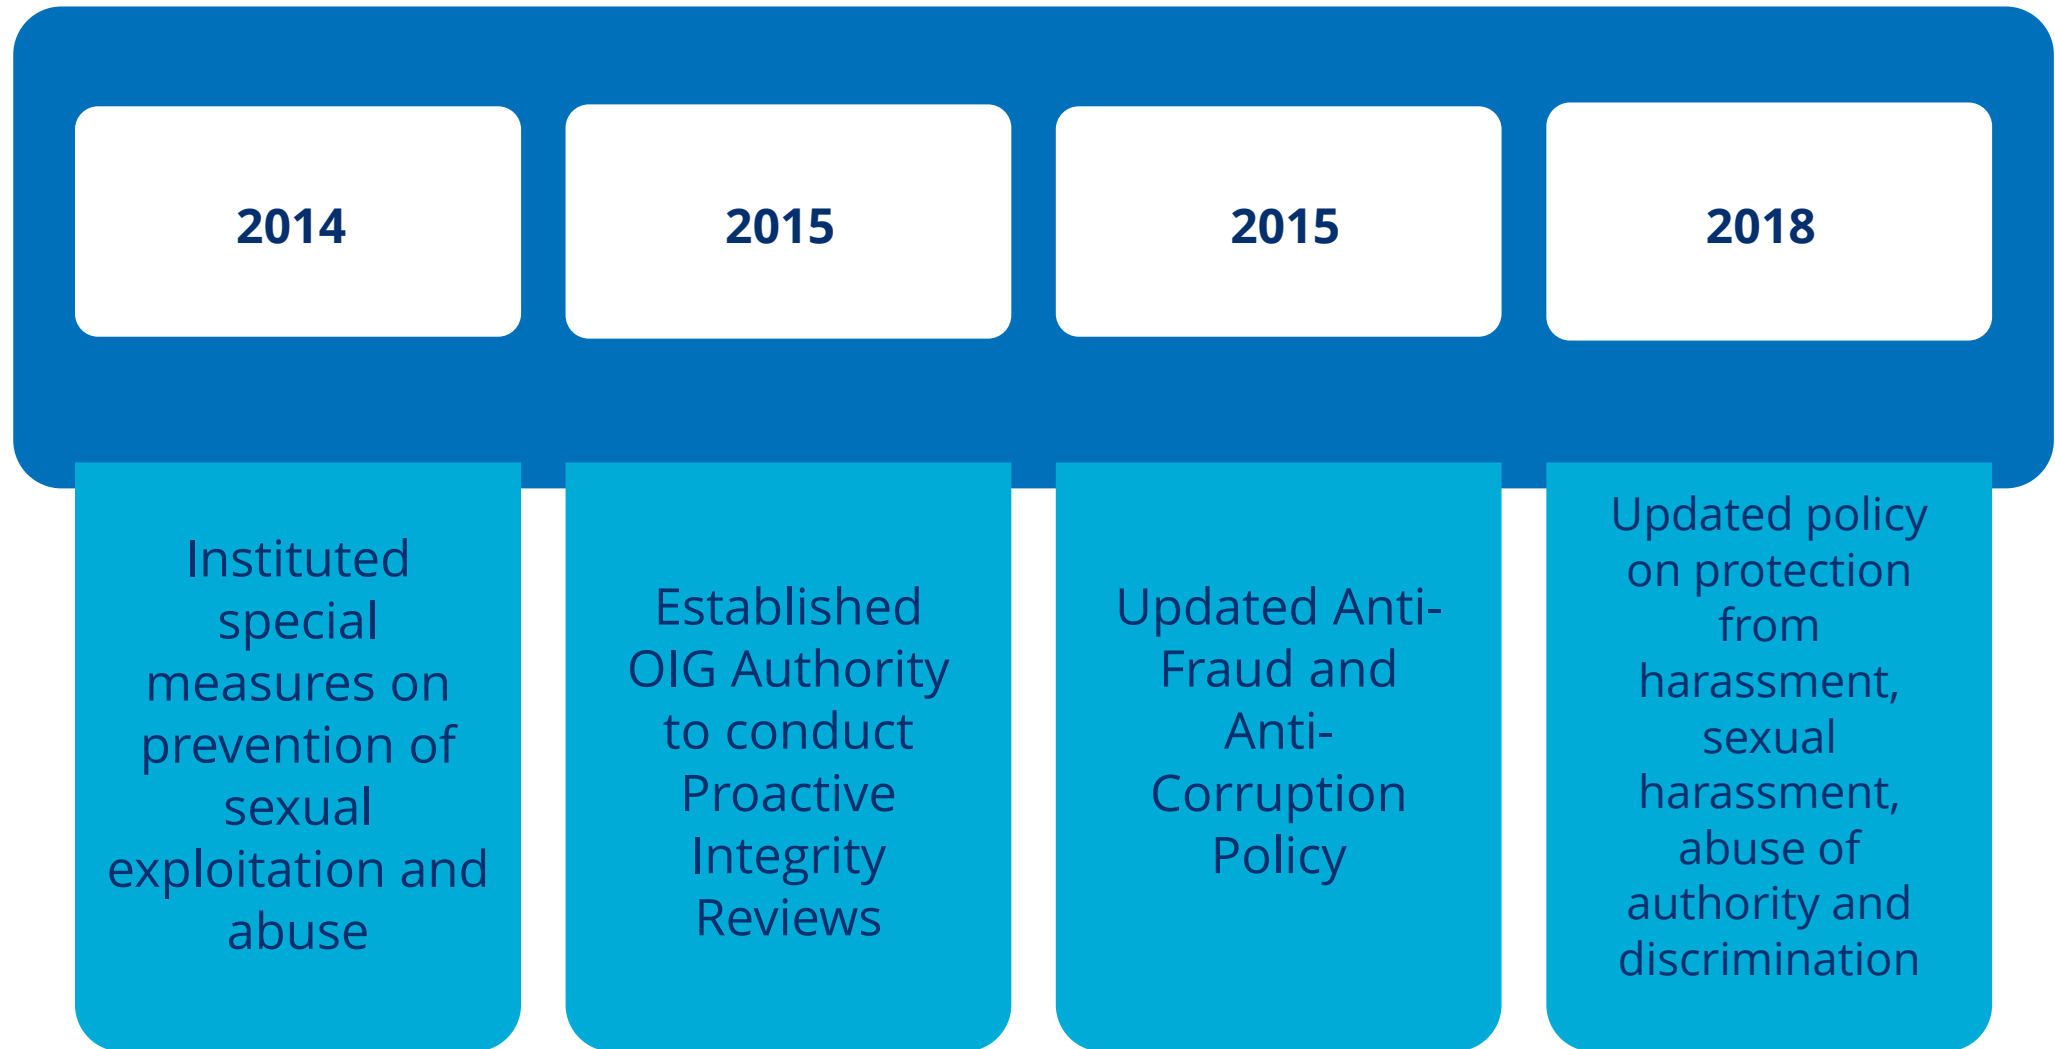 2014
2015
2015
2018
Instituted
special
measures on
prevention of
sexual
exploitation and
abuse
Established
OIG Authority
to conduct
Proactive
Integrity
Reviews
Updated Anti-
Fraud and
Anti-
Corruption
Policy
Updated policy
on protection
from
harassment,
sexual
harassment,
abuse of
authority and
discrimination